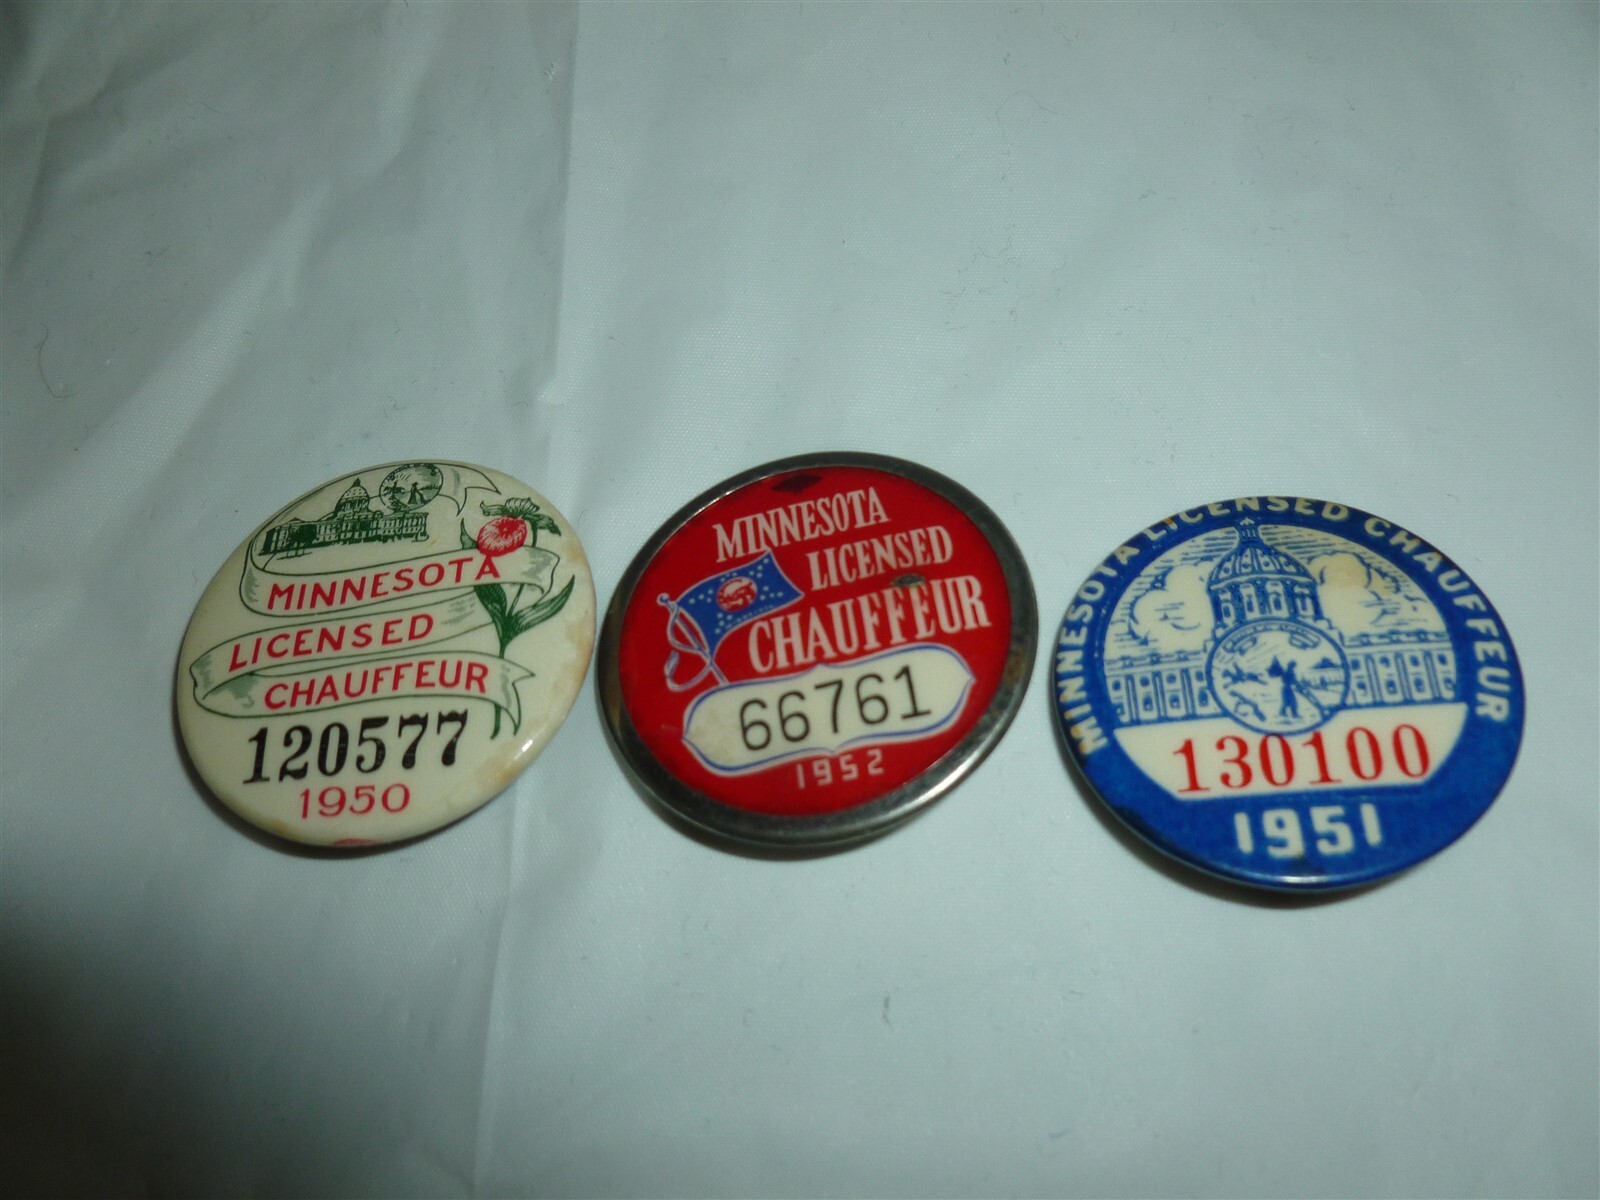 MINNESOTA
LICENSED
CHAUFFEUR
120577
1950
MINNESOTA
LICENSED
CHAUFFEUR
66761
1952
MINNESOTA LICENSED CHAUFFEUR
130100
1951